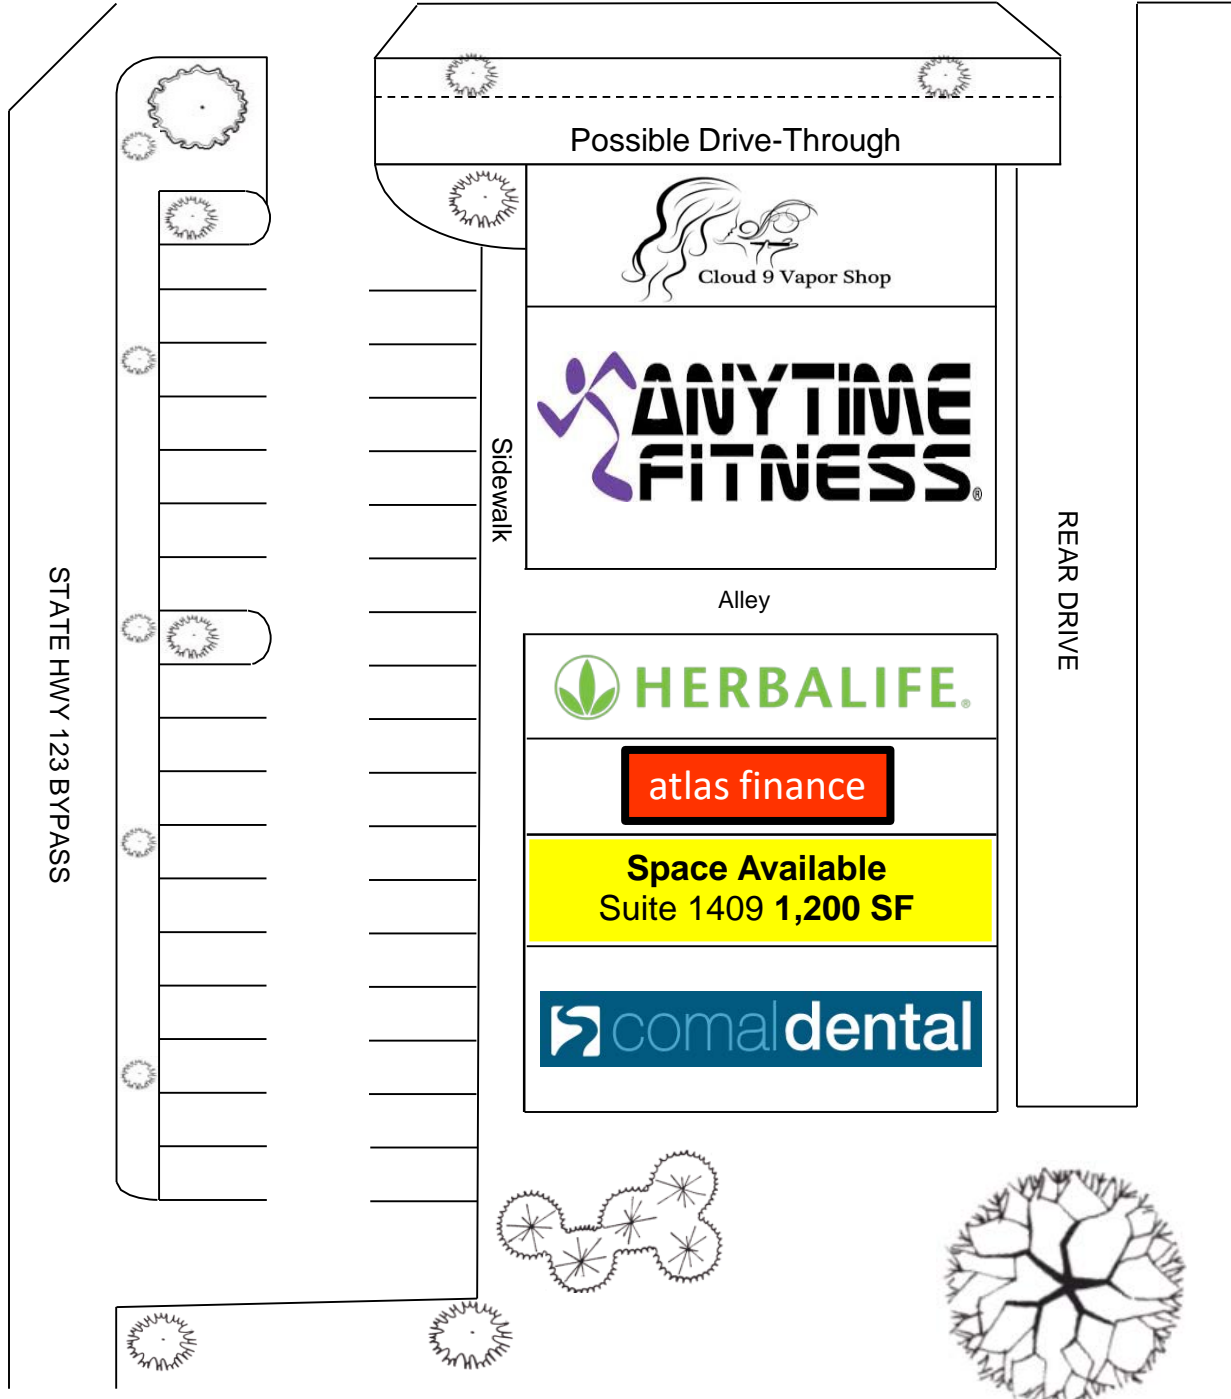 Possible Drive-Through
Cloud 9 Vapor Shop
ANYTIME
FITNESS®
Sidewalk
Alley
REAR DRIVE
STATE HWY 123 BYPASS
HERBALIFE®
atlas finance
Space Available
Suite 1409 1,200 SF
comaldental